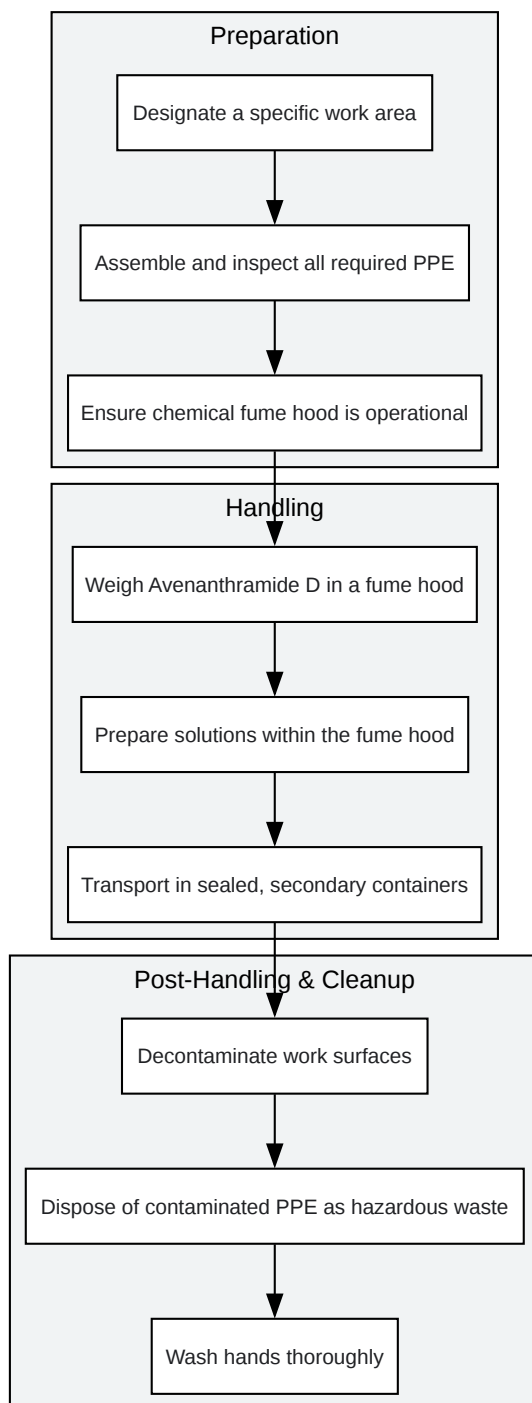 Preparation
Designate a specific work area
Assemble and inspect all required PPE
Ensure chemical fume hood is operational
Handling
Weigh Avenanthramide D in a fume hood
Prepare solutions within the fume hood
Transport in sealed, secondary containers
Post-Handling & Cleanup
Decontaminate work surfaces
Dispose of contaminated PPE as hazardous waste
Wash hands thoroughly